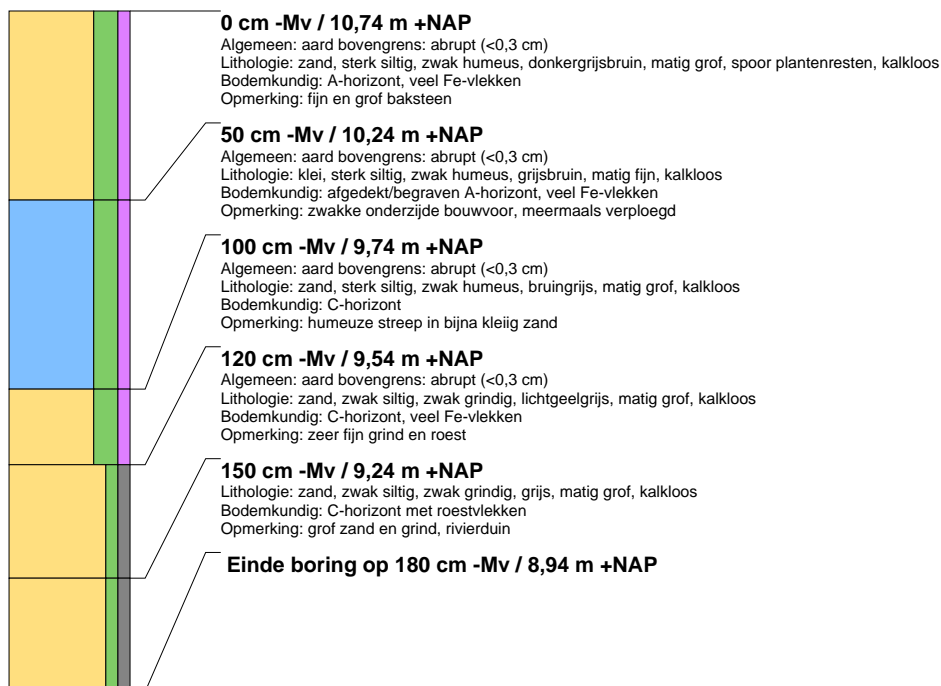 0 cm -Mv / 10,74 m +NAP
Algemeen: aard bovengrens: abrupt (<0,3 cm)
Lithologie: zand, sterk siltig, zwak humeus, donkergrijsbruin, matig grof, spoor plantenresten, kalkloos
Bodemkundig: A-horizont, veel Fe-vlekken
Opmerking: fijn en grof baksteen
50 cm -Mv / 10,24 m +NAP
Algemeen: aard bovengrens: abrupt (<0,3 cm)
Lithologie: klei, sterk siltig, zwak humeus, grijsbruin, matig fijn, kalkloos
Bodemkundig: afgedekt/begraven A-horizont, veel Fe-vlekken
Opmerking: zwakke onderzijde bouwvoor, meermaals verploegd
100 cm -Mv / 9,74 m +NAP
Algemeen: aard bovengrens: abrupt (<0,3 cm)
Lithologie: zand, sterk siltig, zwak humeus, bruingrijs, matig grof, kalkloos
Bodemkundig: C-horizont
Opmerking: humeuze streep in bijna kleiig zand
120 cm -Mv / 9,54 m +NAP
Algemeen: aard bovengrens: abrupt (<0,3 cm)
Lithologie: zand, zwak siltig, zwak grindig, lichtgeelgrijs, matig grof, kalkloos
Bodemkundig: C-horizont, veel Fe-vlekken
Opmerking: zeer fijn grind en roest
150 cm -Mv / 9,24 m +NAP
Lithologie: zand, zwak siltig, zwak grindig, grijs, matig grof, kalkloos
Bodemkundig: C-horizont met roestvlekken
Opmerking: grof zand en grind, rivierduin
Einde boring op 180 cm -Mv / 8,94 m +NAP